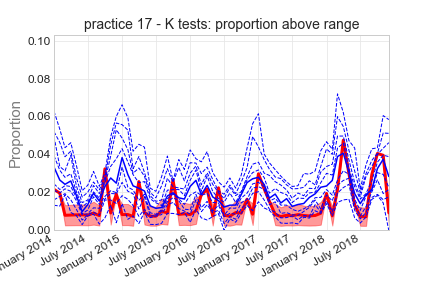 practice 17 - K tests: proportion above range
0.10
0.08
0.06
0.04
0.02
0.00
Proportion
nuary 2014
July 2014
January 2015
July 2015
January 2016
July 2016
January 2017
July 2017
January 2018
July 2018